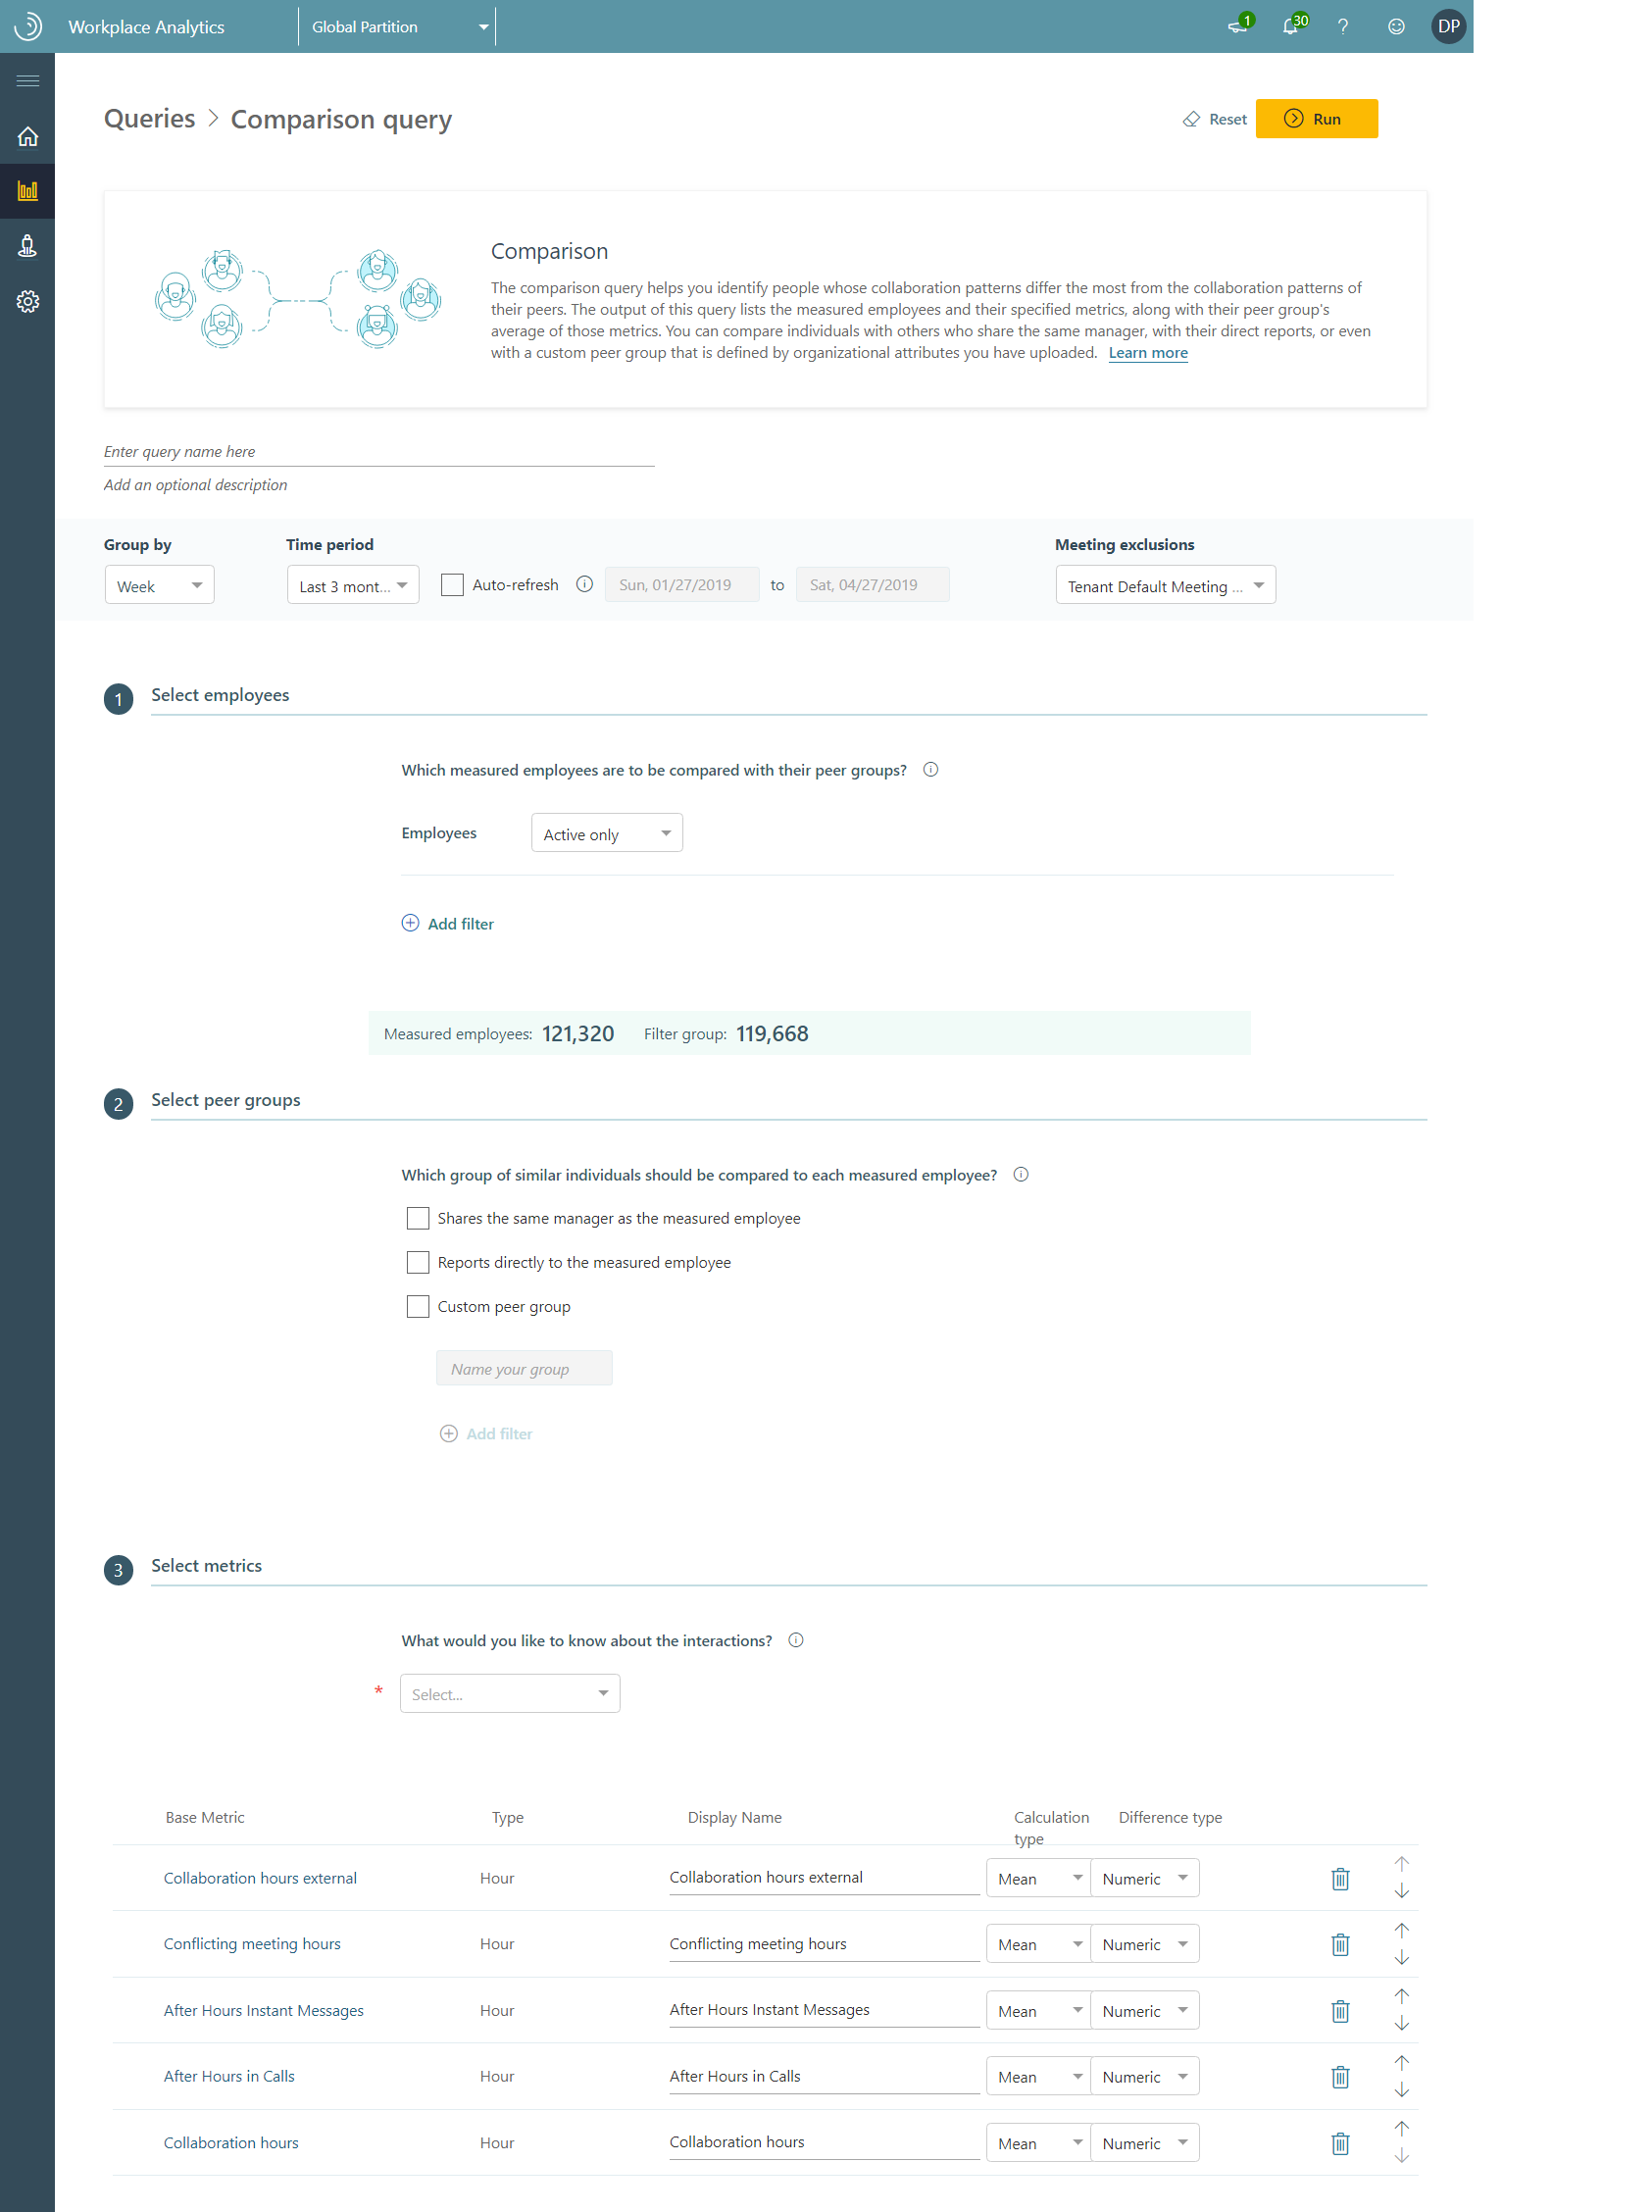 Workplace Analytics
Global Partition
1
30
?
DP
Queries > Comparison query
Reset
Run
Comparison
The comparison query helps you identify people whose collaboration patterns differ the most from the collaboration patterns of
their peers. The output of this query lists the measured employees and their specified metrics, along with their peer group's
average of those metrics. You can compare individuals with others who share the same manager, with their direct reports, or even
with a custom peer group that is defined by organizational attributes you have uploaded. Learn more
Enter query name here
Add an optional description
Group by
Time period
Meeting exclusions
Week
Last 3 mont...
Auto-refresh
Sun, 01/27/2019
to
Sat, 04/27/2019
Tenant Default Meeting ...
1 Select employees
Which measured employees are to be compared with their peer groups?
Employees
Active only
Add filter
Measured employees: 121,320 Filter group: 119,668
2 Select peer groups
Which group of similar individuals should be compared to each measured employee?
Shares the same manager as the measured employee
Reports directly to the measured employee
Custom peer group
Name your group
Add filter
3 Select metrics
What would you like to know about the interactions?
* Select...
Base Metric Type Display Name Calculation type Difference type
Collaboration hours external Hour Collaboration hours external Mean Numeric
Conflicting meeting hours Hour Conflicting meeting hours Mean Numeric
After Hours Instant Messages Hour After Hours Instant Messages Mean Numeric
After Hours in Calls Hour After Hours in Calls Mean Numeric
Collaboration hours Hour Collaboration hours Mean Numeric